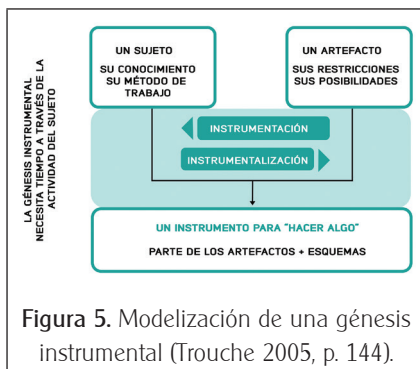 LA GÉNESIS INSTRUMENTAL
NECESITA TIEMPO A TRAVÉS DE LA
ACTIVIDAD DEL SUJETO
UN SUJETO
SU CONOCIMIENTO
SU MÉTODO DE
TRABAJO
UN ARTEFACTO
SUS RESTRICCIONES
SUS POSIBILIDADES
INSTRUMENTACIÓN
INSTRUMENTALIZACIÓN
UN INSTRUMENTO PARA "HACER ALGO"
PARTE DE LOS ARTEFACTOS + ESQUEMAS
Figura 5. Modelización de una génesis
instrumental (Trouche 2005, p. 144).